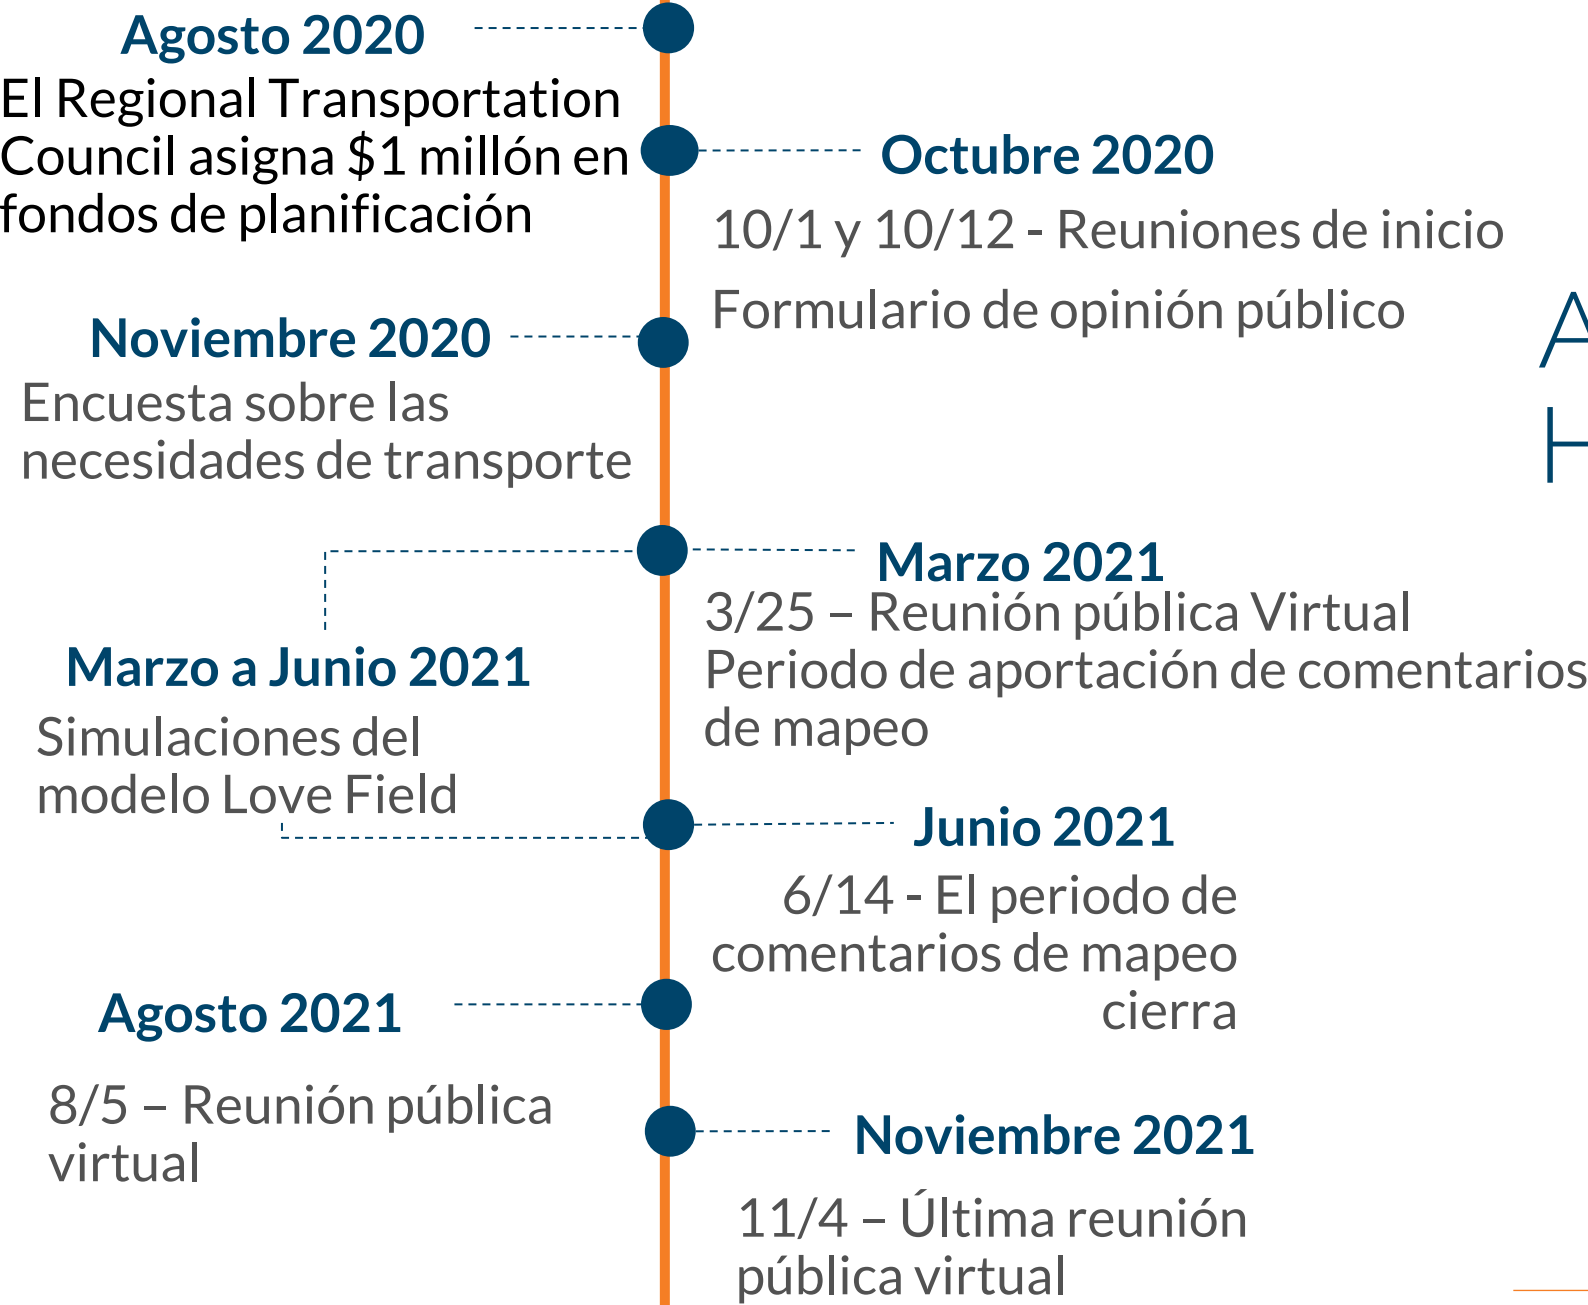 Agosto 2020
El Regional Transportation
Council asigna $1 millón en
fondos de planificación
Octubre 2020
10/1 y 10/12 - Reuniones de inicio
Formulario de opinión público
Noviembre 2020
Encuesta sobre las
necesidades de transporte
A
H
Marzo 2021
3/25 – Reunión pública Virtual
Periodo de aportación de comentarios
de mapeo
Marzo a Junio 2021
Simulaciones del
modelo Love Field
Junio 2021
6/14 - El periodo de
comentarios de mapeo
cierra
Agosto 2021
8/5 – Reunión pública
virtual
Noviembre 2021
11/4 – Última reunión
pública virtual